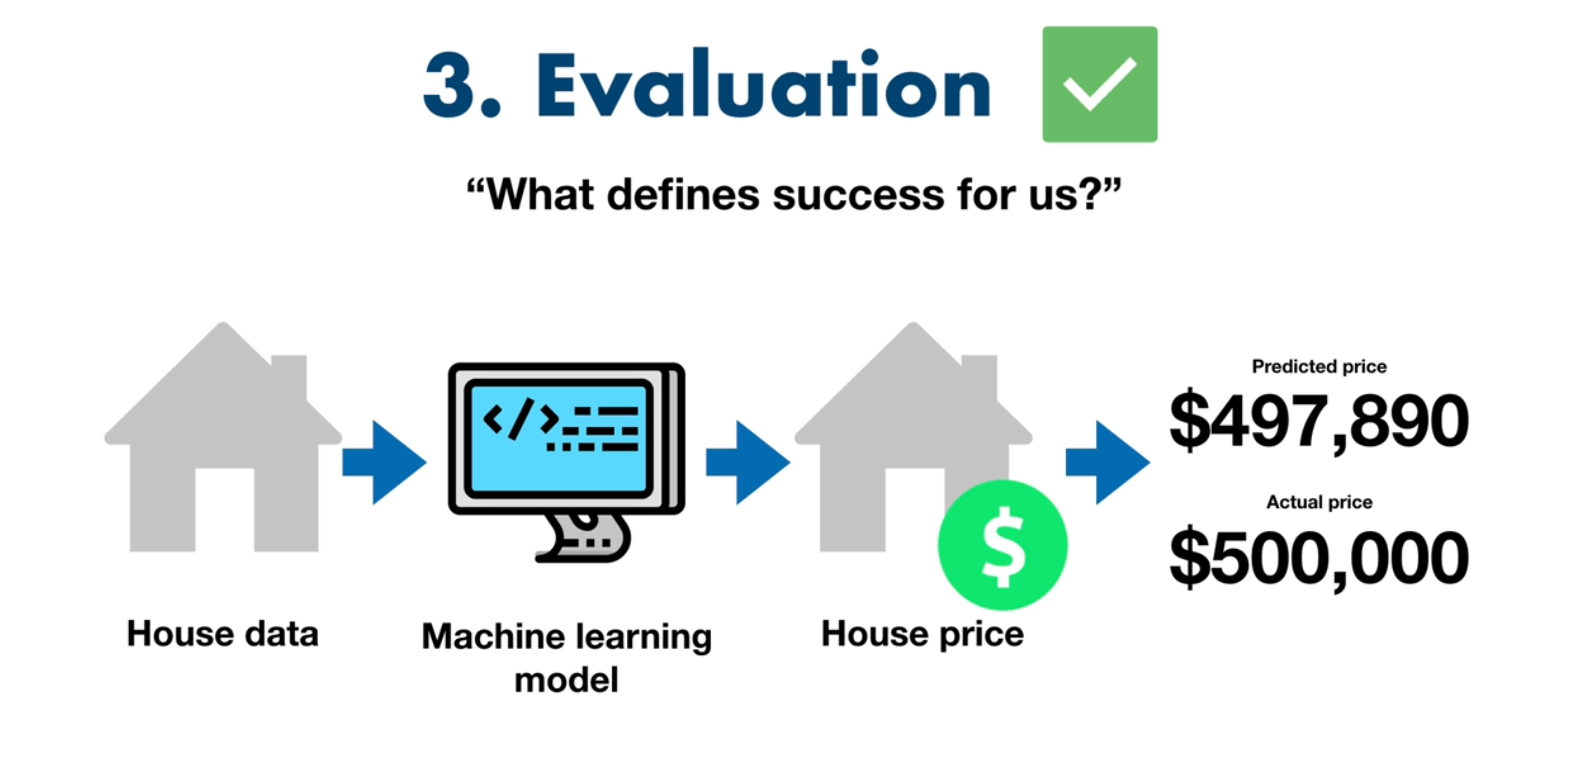 3. Evaluation
“What defines success for us?”
</>
$
House data
Machine learning
model
House price
Predicted price
$497,890
Actual price
$500,000